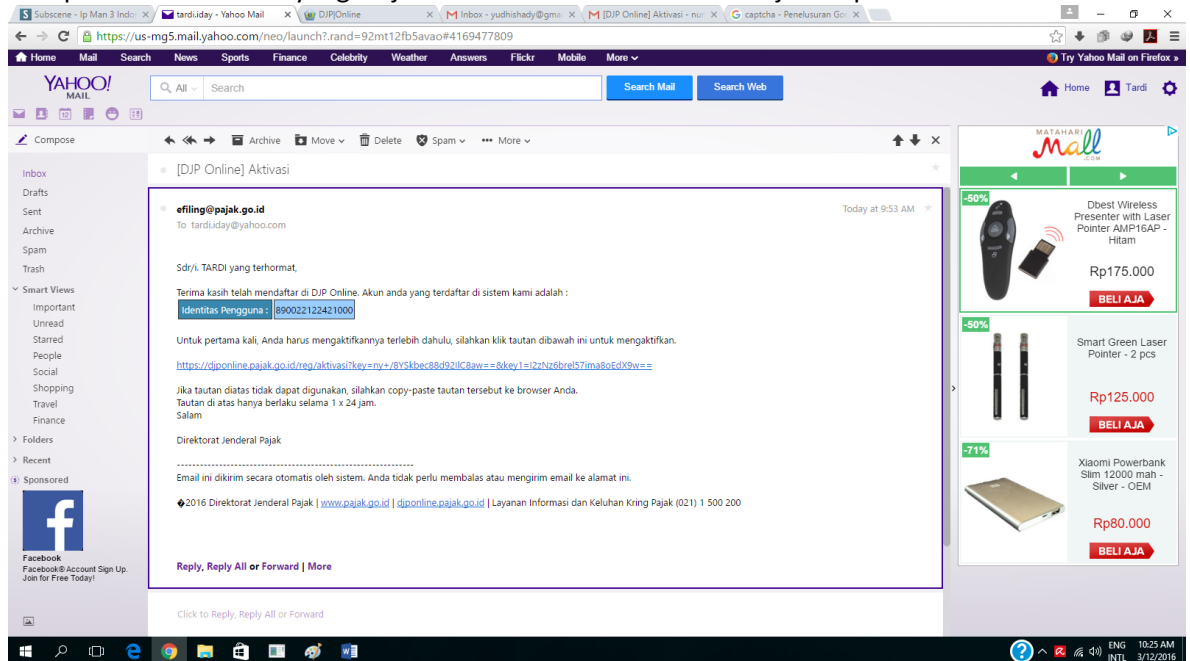 Subscene - Ip Man 3 Indon
tardi.iday - Yahoo Mail
DJP|Online
Inbox - yudhishady@gmai
[DJP Online] Aktivasi - nur
captcha - Penelusuran Goo
https://us-mg5.mail.yahoo.com/neo/launch?.rand=92mt12fb5avao#4169477809
Home Mail Search News Sports Finance Celebrity Weather Answers Flickr Mobile More
Try Yahoo Mail on Firefox »
YAHOO!
MAIL
All
Search
Search Mail
Search Web
Home
Tardi
12
Compose
Archive Move Delete Spam More
Inbox
Drafts
Sent
Archive
Spam
Trash
Smart Views
Important
Unread
Starred
People
Social
Shopping
Travel
Finance
Folders
Recent
Sponsored
Facebook
Facebook® Account Sign Up.
Join for Free Today!
[DJP Online] Aktivasi
efiling@pajak.go.id
Today at 9:53 AM
To tardi.iday@yahoo.com
Sdr/i. TARDI yang terhormat,
Terima kasih telah mendaftar di DJP Online. Akun anda yang terdaftar di sistem kami adalah :
Identitas Pengguna : 890022122421000
Untuk pertama kali, Anda harus mengaktifkannya terlebih dahulu, silahkan klik tautan dibawah ini untuk mengaktifkan.
https://djponline.pajak.go.id/reg/aktivasi?key=ny+/8YSkbec88d92IlC8aw==&key1=I2zNz6brel57ima8oEdX9w==
Jika tautan diatas tidak dapat digunakan, silahkan copy-paste tautan tersebut ke browser Anda.
Tautan di atas hanya berlaku selama 1 x 24 jam.
Salam
Direktorat Jenderal Pajak
----------------------------------------------------------------
Email ini dikirim secara otomatis oleh sistem. Anda tidak perlu membalas atau mengirim email ke alamat ini.
�2016 Direktorat Jenderal Pajak | www.pajak.go.id | djponline.pajak.go.id | Layanan Informasi dan Keluhan Kring Pajak (021) 1 500 200
Reply, Reply All or Forward | More
Click to Reply, Reply All or Forward
MATAHARI
Mall
.COM
-50%
Dbest Wireless
Presenter with Laser
Pointer AMP16AP -
Hitam
Rp175.000
BELI AJA
-50%
Smart Green Laser
Pointer - 2 pcs
Rp125.000
BELI AJA
-71%
Xiaomi Powerbank
Slim 12000 mah -
Silver - OEM
Rp80.000
BELI AJA
ENG
INTL
10:25 AM
3/12/2016